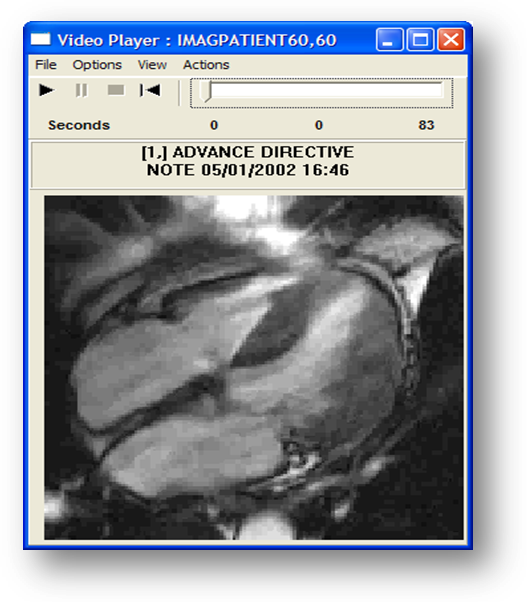 Video Player : IMAGPATIENT60,60
File Options View Actions
Seconds 0 0 83
[1,] ADVANCE DIRECTIVE
NOTE 05/01/2002 16:46